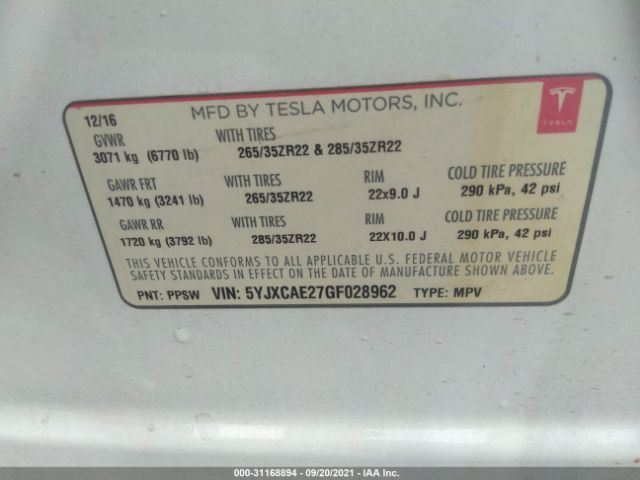 12/16 MFD BY TESLA MOTORS, INC.
TESLA
GVWR WITH TIRES
3071 kg (6770 lb) 265/35ZR22 & 285/35ZR22
GAWR FRT WITH TIRES RIM COLD TIRE PRESSURE
1470 kg (3241 lb) 265/35ZR22 22x9.0 J 290 kPa, 42 psi
GAWR RR WITH TIRES RIM COLD TIRE PRESSURE
1720 kg (3792 lb) 285/35ZR22 22X10.0 J 290 kPa, 42 psi
THIS VEHICLE CONFORMS TO ALL APPLICABLE U.S. FEDERAL MOTOR VEHICLE
SAFETY STANDARDS IN EFFECT ON THE DATE OF MANUFACTURE SHOWN ABOVE.
PNT: PPSW VIN: 5YJXCAE27GF028962 TYPE: MPV
000-31168894 - 09/20/2021 - IAA Inc.